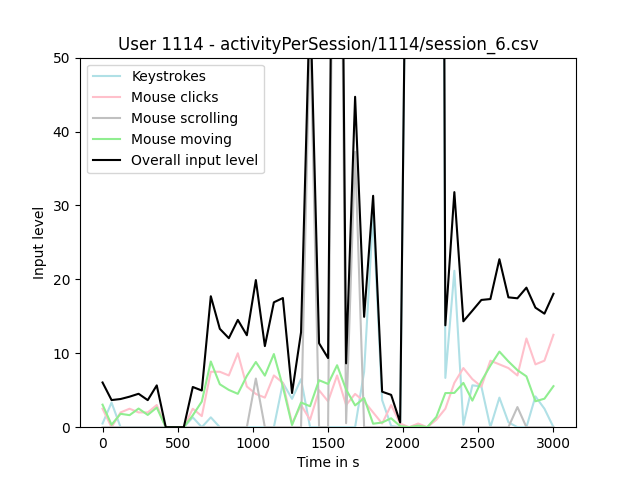 User 1114 - activityPerSession/1114/session_6.csv
Keystrokes
Mouse clicks
Mouse scrolling
Mouse moving
Overall input level
Input level
50
40
30
20
10
0
0 500 1000 1500 2000 2500 3000
Time in s